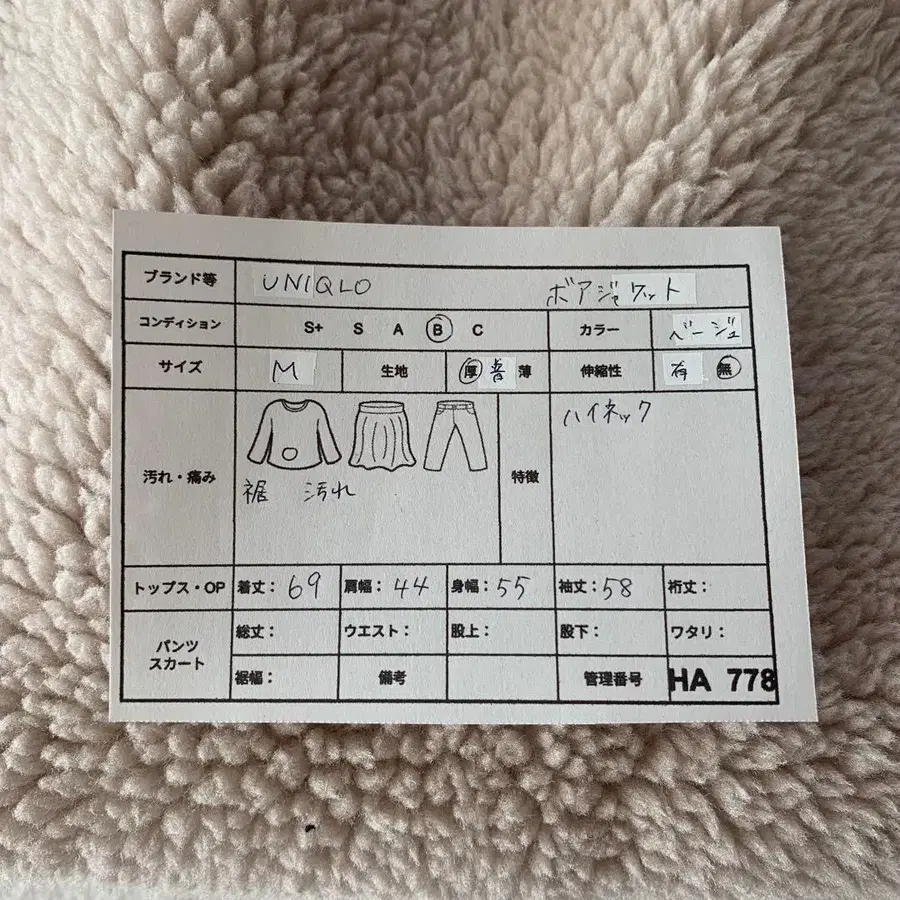 ブランド等 UNIQLO ボアジャケット
コンディション S+ S A B C カラー ベージュ
サイズ M 生地 厚 普 薄 伸縮性 有 無
汚れ・痛み 裾 汚れ 特徴 ハイネック
トップス・OP 着丈: 69 肩幅: 44 身幅: 55 袖丈: 58 裄丈:
パンツ スカート 総丈: ウエスト: 股上: 股下: ワタリ:
裾幅: 備考 管理番号 HA 778